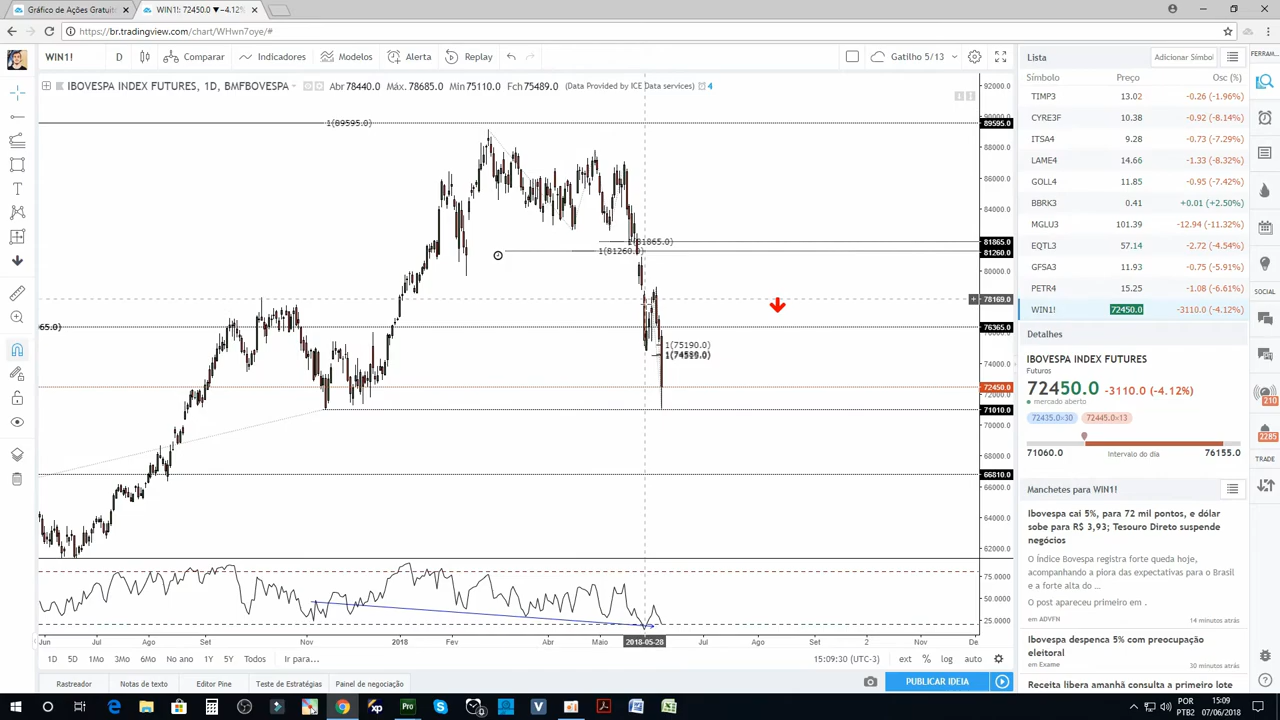 Gráfico de Ações Gratuit
WIN1! 72450.0 ▼−4.12%
https://br.tradingview.com/chart/WHwn7oye/#
WIN1!
D
Comparar
Indicadores
Modelos
Alerta
Replay
Gatilho 5/13
IBOVESPA INDEX FUTURES, 1D, BMFBOVESPA
Abr 78440.0 Máx. 78685.0 Mín 75110.0 Fch 75489.0 (Data Provided by ICE Data services) 4
92000.0
1(89595.0)
89595.0
88000.0
86000.0
84000.0
1(81865.0)
81865.0
1(81260.0)
81260.0
80000.0
78169.0
65.0)
76365.0
1(75190.0)
74000.0
72450.0
72000.0
71010.0
70000.0
68000.0
66810.0
66000.0
64000.0
62000.0
75.0000
50.0000
25.0000
Jun
Jul
Ago
Set
Nov
2018
Fev
Abr
Maio
2018-05-28
Jul
Ago
Set
2
De
1D 5D 1Mo 3Mo 6Mo No ano 1Y 5Y Todos Ir para...
15:09:30 (UTC-3) ext % log auto
Rastreador Notas de texto Editor Pine Teste de Estratégias Painel de negociação
PUBLICAR IDEIA
Lista
Adicionar Símbol
Símbolo Preço Osc (%)
TIMP3 13.02 -0.26 (-1.96%)
CYRE3F 10.38 -0.92 (-8.14%)
ITSA4 9.28 -0.73 (-7.29%)
LAME4 14.66 -1.33 (-8.32%)
GOLL4 11.85 -0.95 (-7.42%)
BBRK3 0.41 +0.01 (+2.50%)
MGLU3 101.39 -12.94 (-11.32%)
EQTL3 57.14 -2.72 (-4.54%)
GFSA3 11.93 -0.75 (-5.91%)
PETR4 15.25 -1.08 (-6.61%)
WIN1! 72450.0 -3110.0 (-4.12%)
Detalhes
IBOVESPA INDEX FUTURES
Futuros
72450.0 -3110.0 (-4.12%)
mercado aberto
72435.0×30 72445.0×13
71060.0 Intervalo do dia 76155.0
Manchetes para WIN1!
Ibovespa cai 5%, para 72 mil pontos, e dólar
sobe para R$ 3,93; Tesouro Direto suspende
negócios
O Índice Bovespa registra forte queda hoje,
acompanhando a piora das expectativas para o Brasil
e a forte alta do ...
O post apareceu primeiro em .
em ADVFN 14 minutos atrás
Ibovespa despenca 5% com preocupação
eleitoral
em Exame 30 minutos atrás
Receita libera amanhã consulta a primeiro lote
FERRAM...
SOCIAL
210
2285
TRADE
POR
PTB2
15:09
07/06/2018